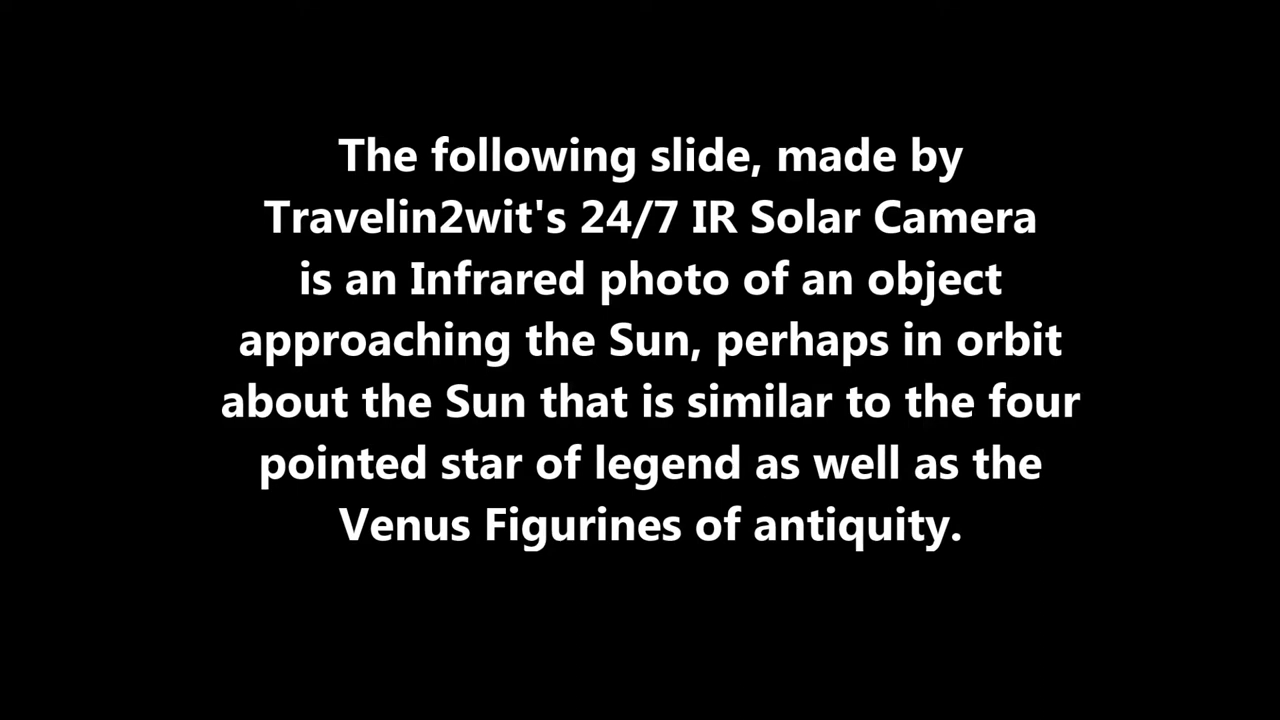 The following slide, made by
Travelin2wit's 24/7 IR Solar Camera
is an Infrared photo of an object
approaching the Sun, perhaps in orbit
about the Sun that is similar to the four
pointed star of legend as well as the
Venus Figurines of antiquity.